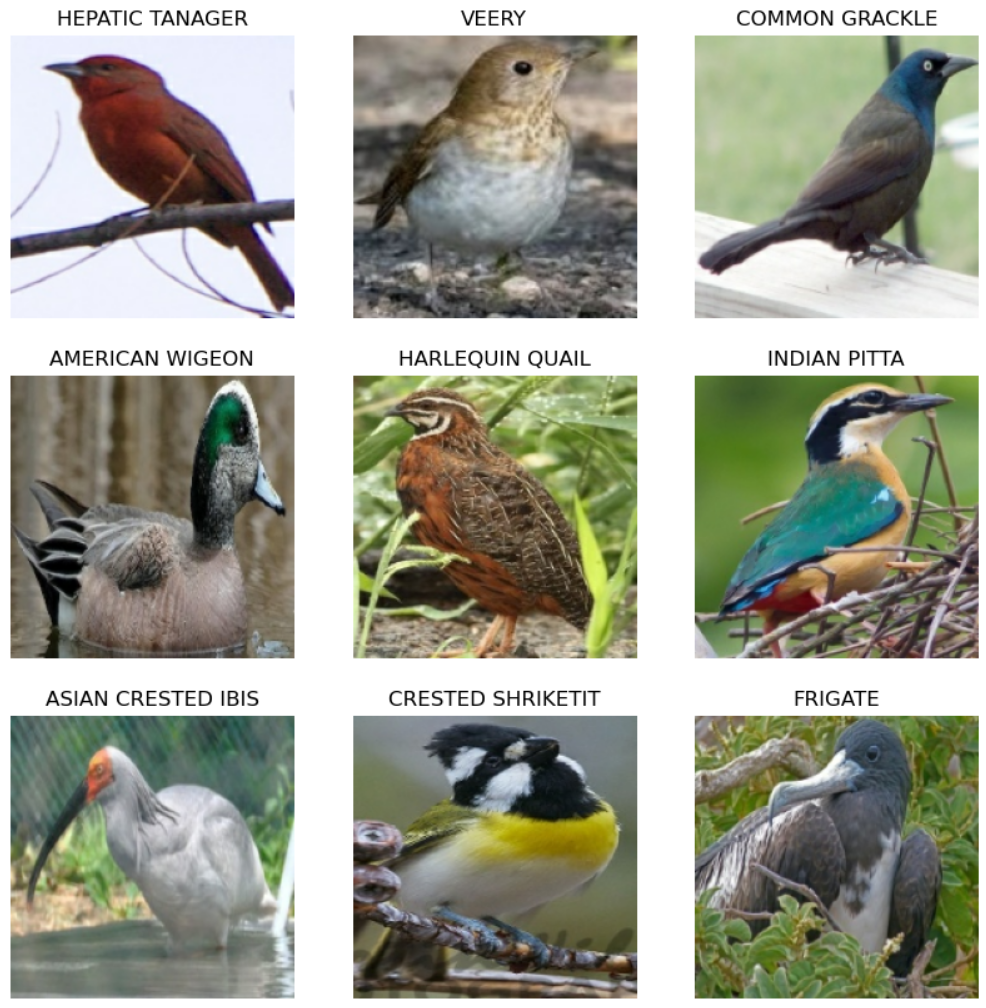 HEPATIC TANAGER
VEERY
COMMON GRACKLE
AMERICAN WIGEON
HARLEQUIN QUAIL
INDIAN PITTA
ASIAN CRESTED IBIS
CRESTED SHRIKETIT
FRIGATE